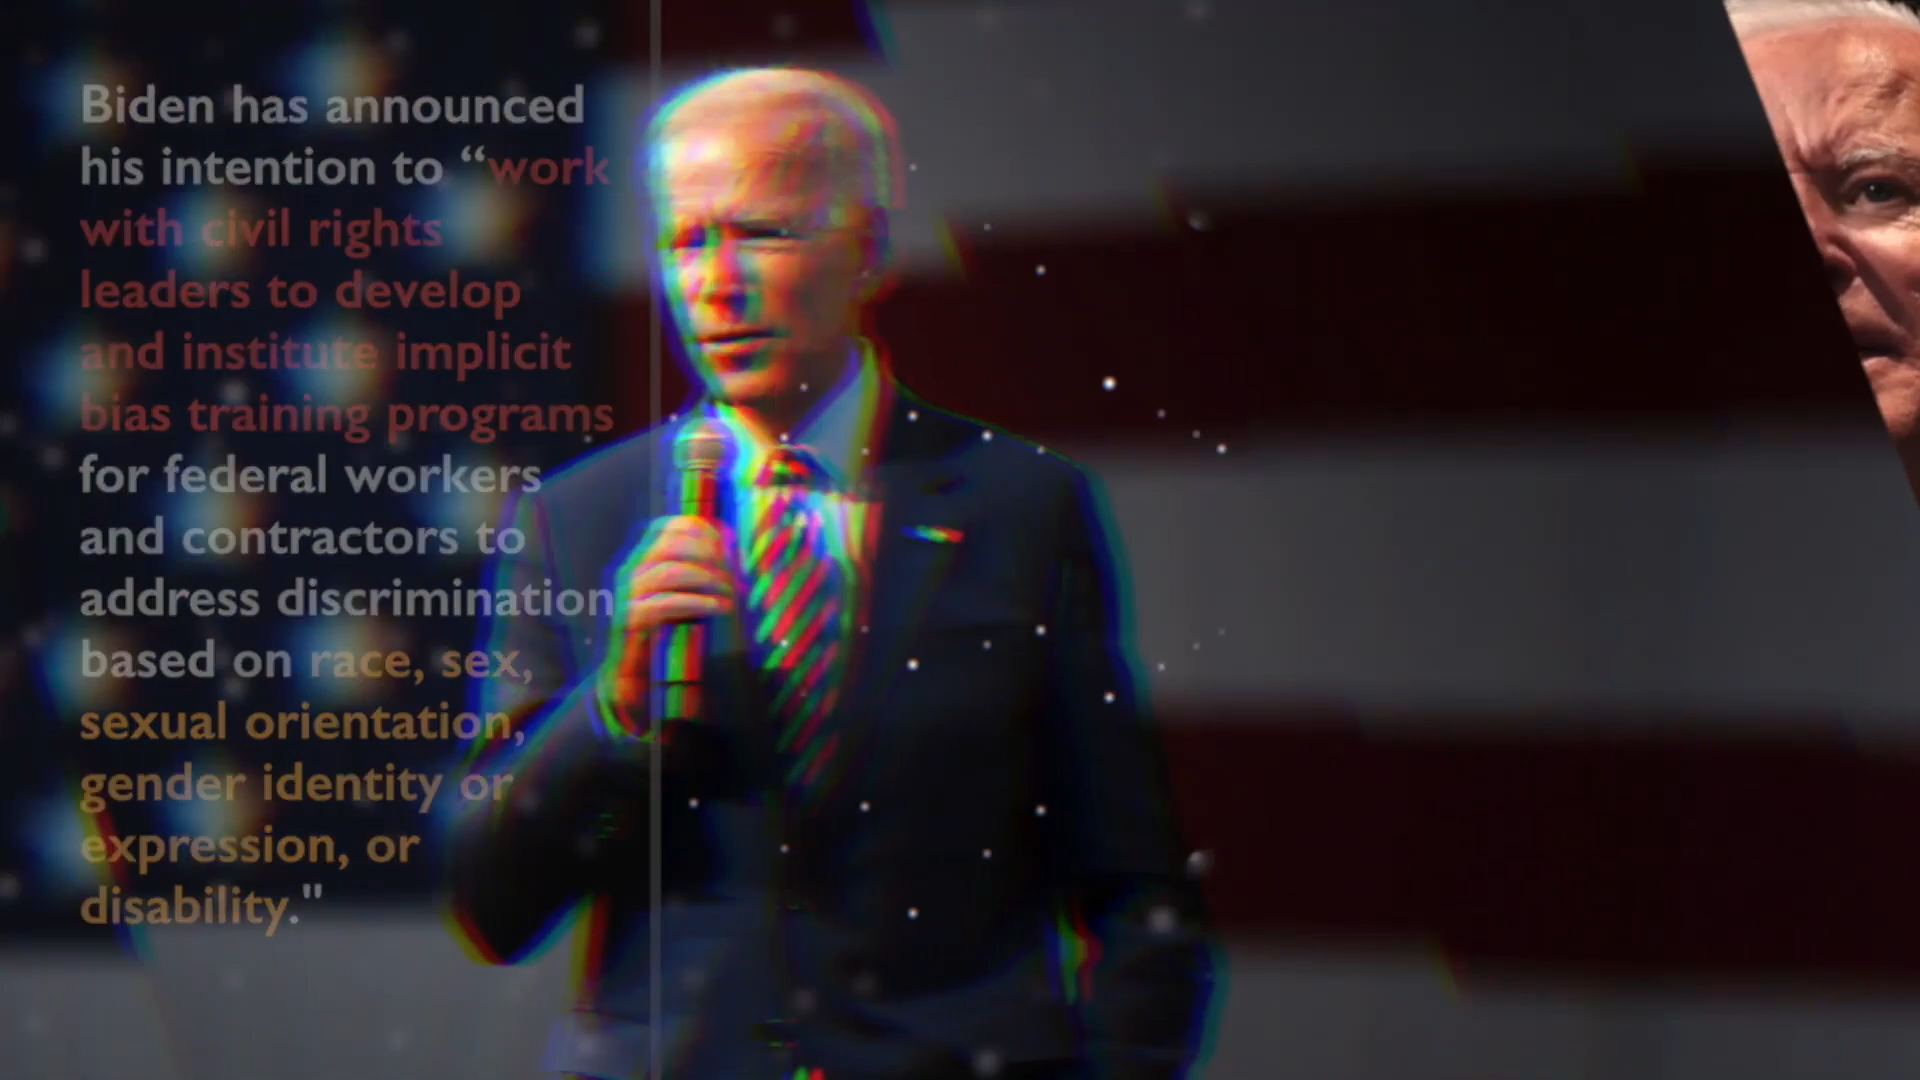 Biden has announced
his intention to “work
with civil rights
leaders to develop
and institute implicit
bias training programs
for federal workers
and contractors to
address discrimination
based on race, sex,
sexual orientation,
gender identity or
expression, or
disability."